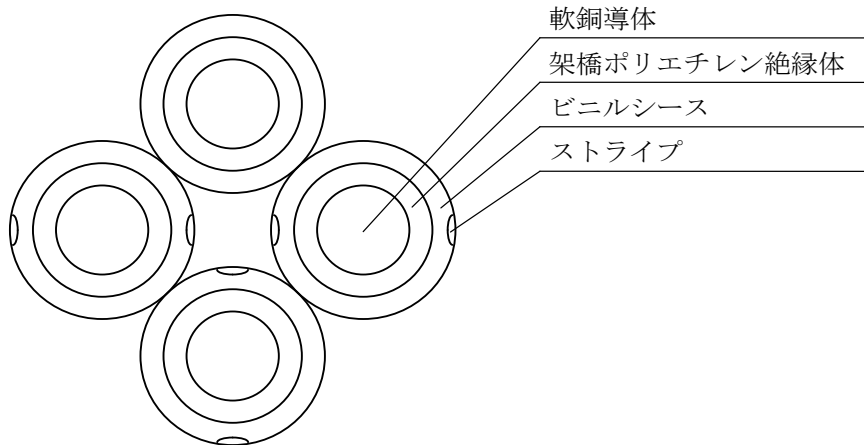 軟銅導体
架橋ポリエチレン絶縁体
ビニルシース
ストライプ